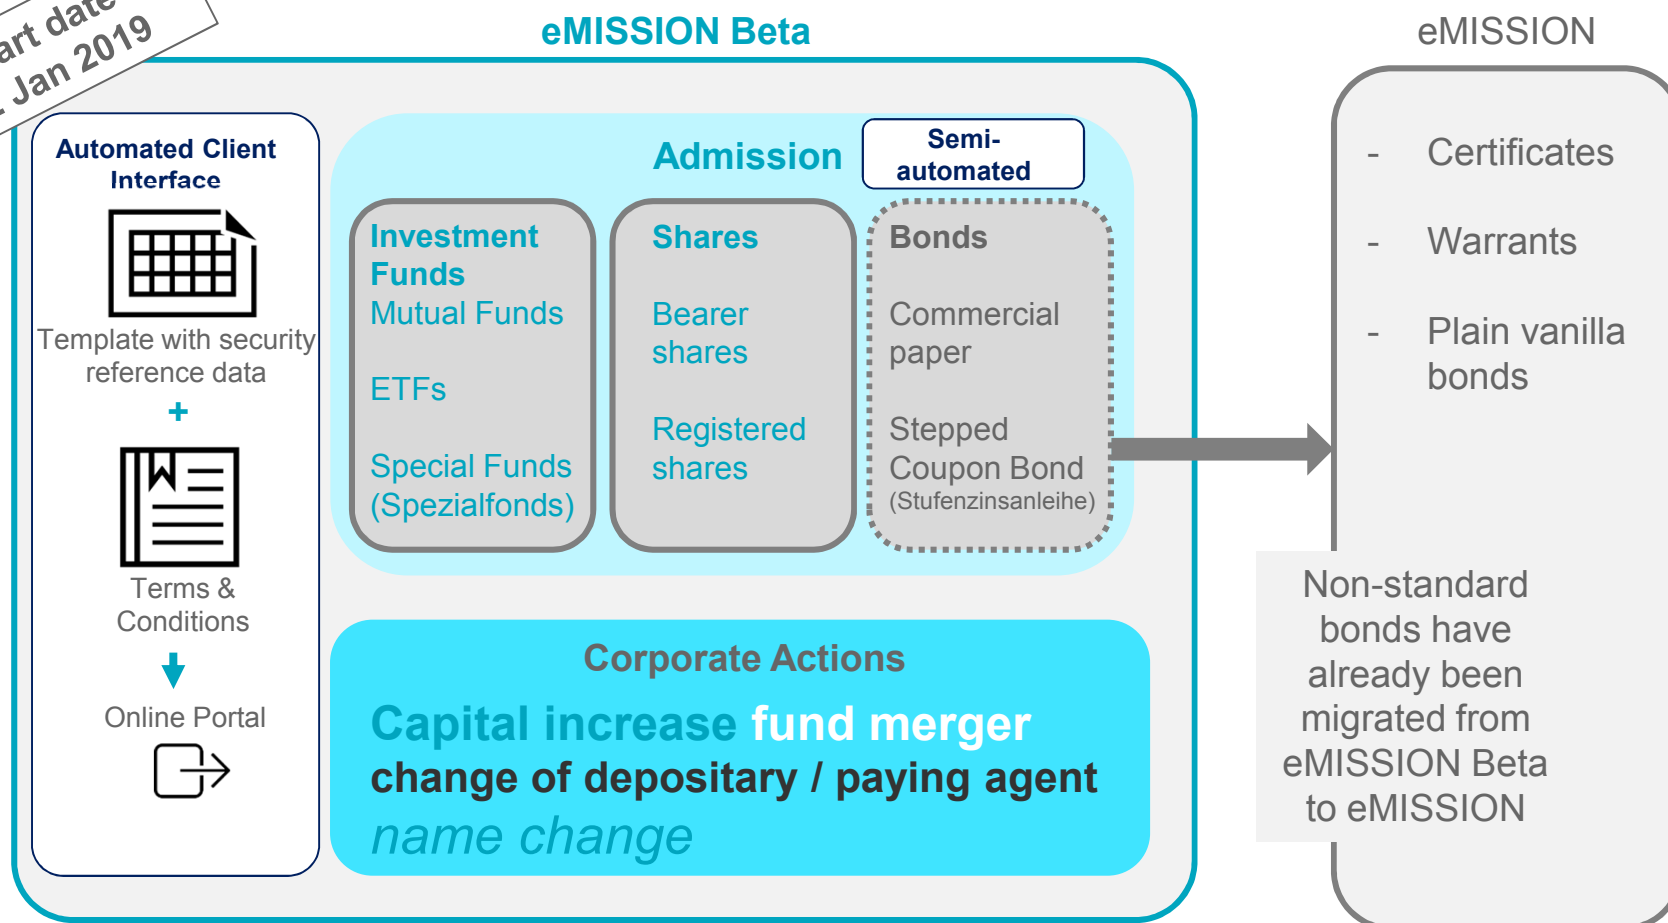 art date
Jan 2019
eMISSION Beta
eMISSION
Automated Client
Interface
Template with security
reference data
+
Terms &
Conditions
Online Portal
Admission
Semi-
automated
Investment
Funds
Mutual Funds
ETFs
Special Funds
(Spezialfonds)
Shares
Bearer
shares
Registered
shares
Bonds
Commercial
paper
Stepped
Coupon Bond
(Stufenzinsanleihe)
Corporate Actions
Capital increase fund merger
change of depositary / paying agent
name change
- Certificates
- Warrants
- Plain vanilla
bonds
Non-standard
bonds have
already been
migrated from
eMISSION Beta
to eMISSION